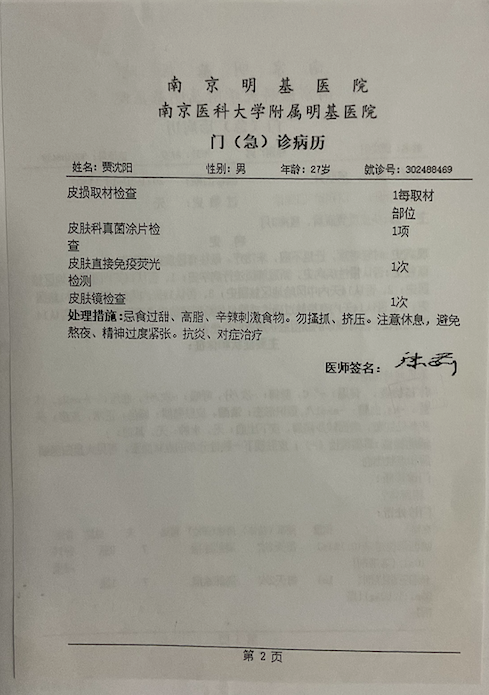 南京明基医院
南京医科大学附属明基医院
门（急）诊病历
姓名：贾沈阳 性别：男 年龄：27岁 就诊号：302488469
皮损取材检查 1每取材
部位
皮肤科真菌涂片检 1项
查
皮肤直接免疫荧光 1次
检测
皮肤镜检查 1次
处理措施：忌食过甜、高脂、辛辣刺激食物。勿搔抓、挤压。注意休息，避免
熬夜、精神过度紧张。抗炎、对症治疗
医师签名：
第 2 页